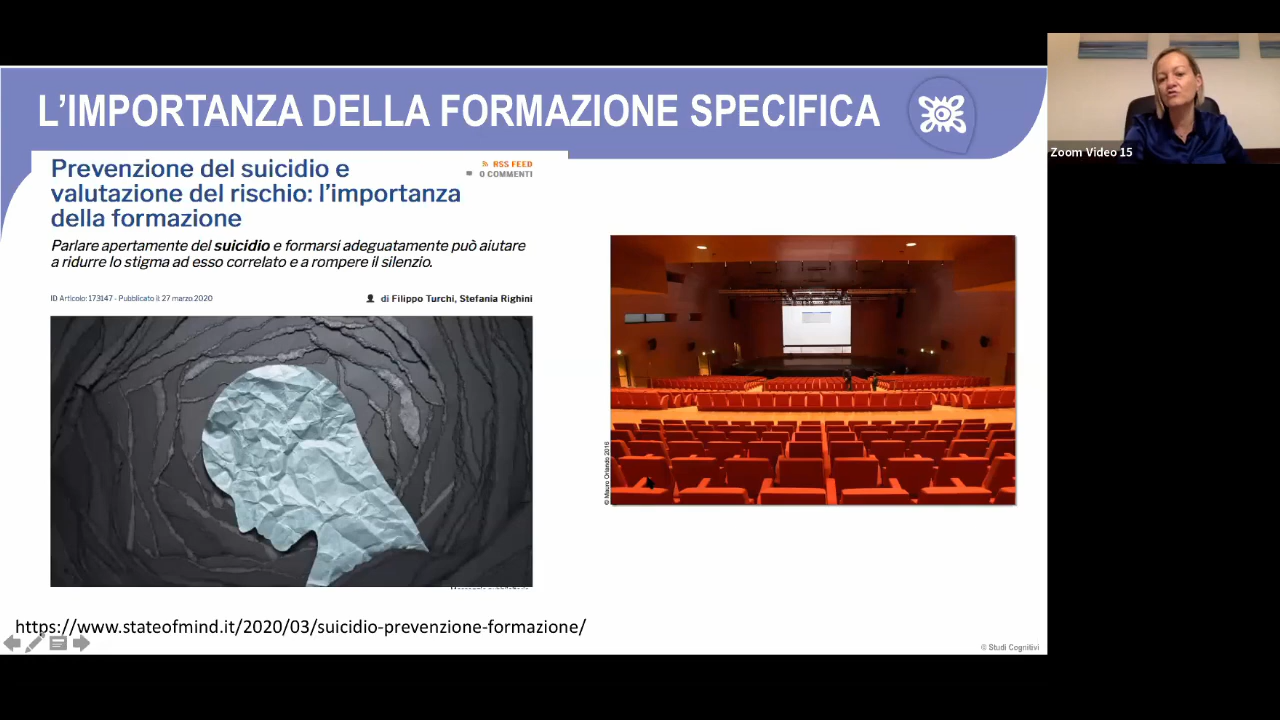 L'IMPORTANZA DELLA FORMAZIONE SPECIFICA
Prevenzione del suicidio e
valutazione del rischio: l'importanza
della formazione
RSS FEED
0 COMMENTI
Parlare apertamente del suicidio e formarsi adeguatamente può aiutare
a ridurre lo stigma ad esso correlato e a rompere il silenzio.
ID Articolo: 173147 - Pubblicato il: 27 marzo 2020
di Filippo Turchi, Stefania Righini
© Mauro Orlando 2016
https://www.stateofmind.it/2020/03/suicidio-prevenzione-formazione/
© Studi Cognitivi
Zoom Video 15